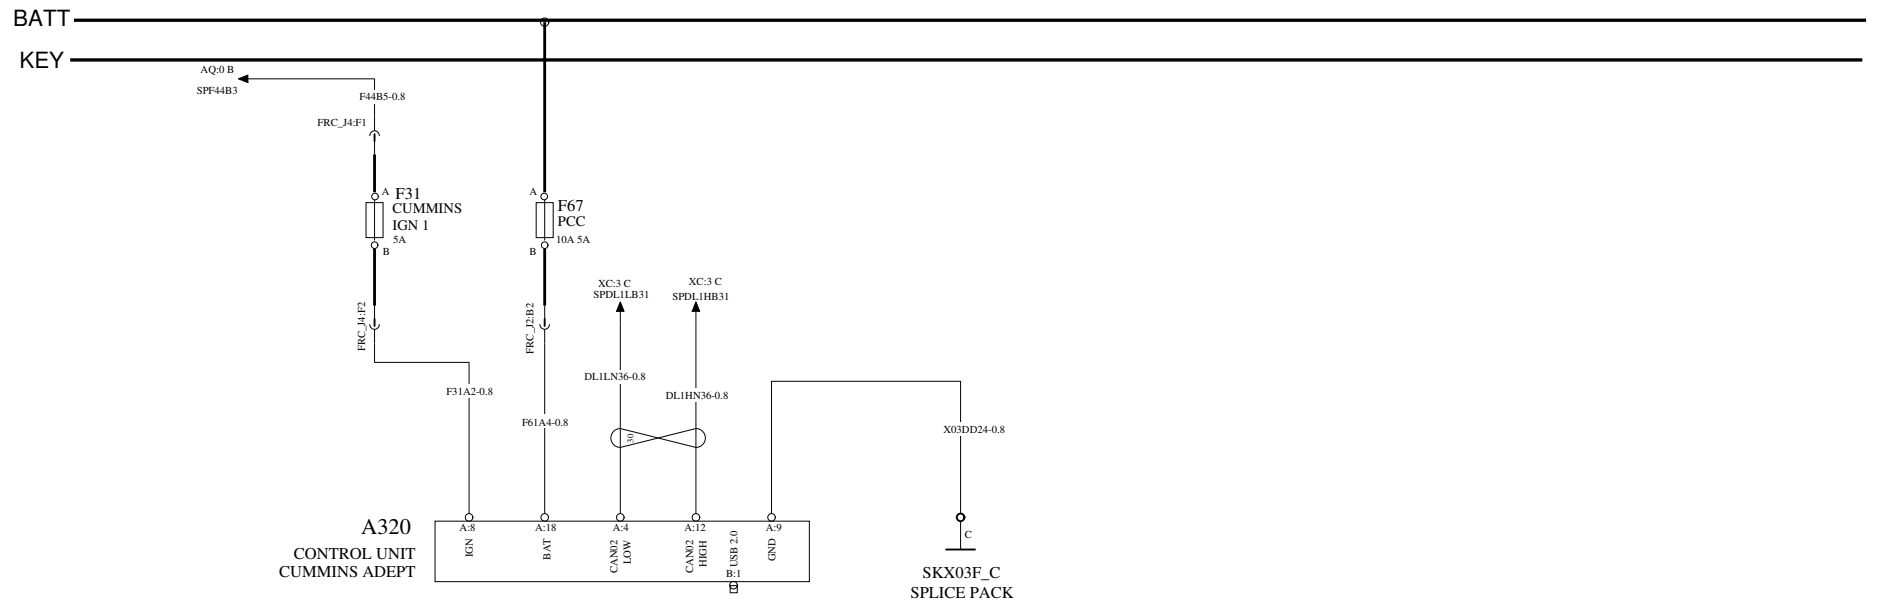 BATT
KEY
AQ:0 B
SPF44B3
F44B5-0.8
FRC_J4:F1
A
F31
CUMMINS
IGN 1
5A
B
FRC_J4:F2
F31A2-0.8
A
F67
PCC
10A 5A
B
FRC_J2:B2
F61A4-0.8
XC:3 C
SPDL1LB31
XC:3 C
SPDL1HB31
DL1LN36-0.8
DL1HN36-0.8
30
X03DD24-0.8
A320
CONTROL UNIT
CUMMINS ADEPT
A:8
IGN
A:18
BAT
A:4
CAN02
LOW
A:12
CAN02
HIGH
USB 2.0
B:1
A:9
GND
C
SKX03F_C
SPLICE PACK